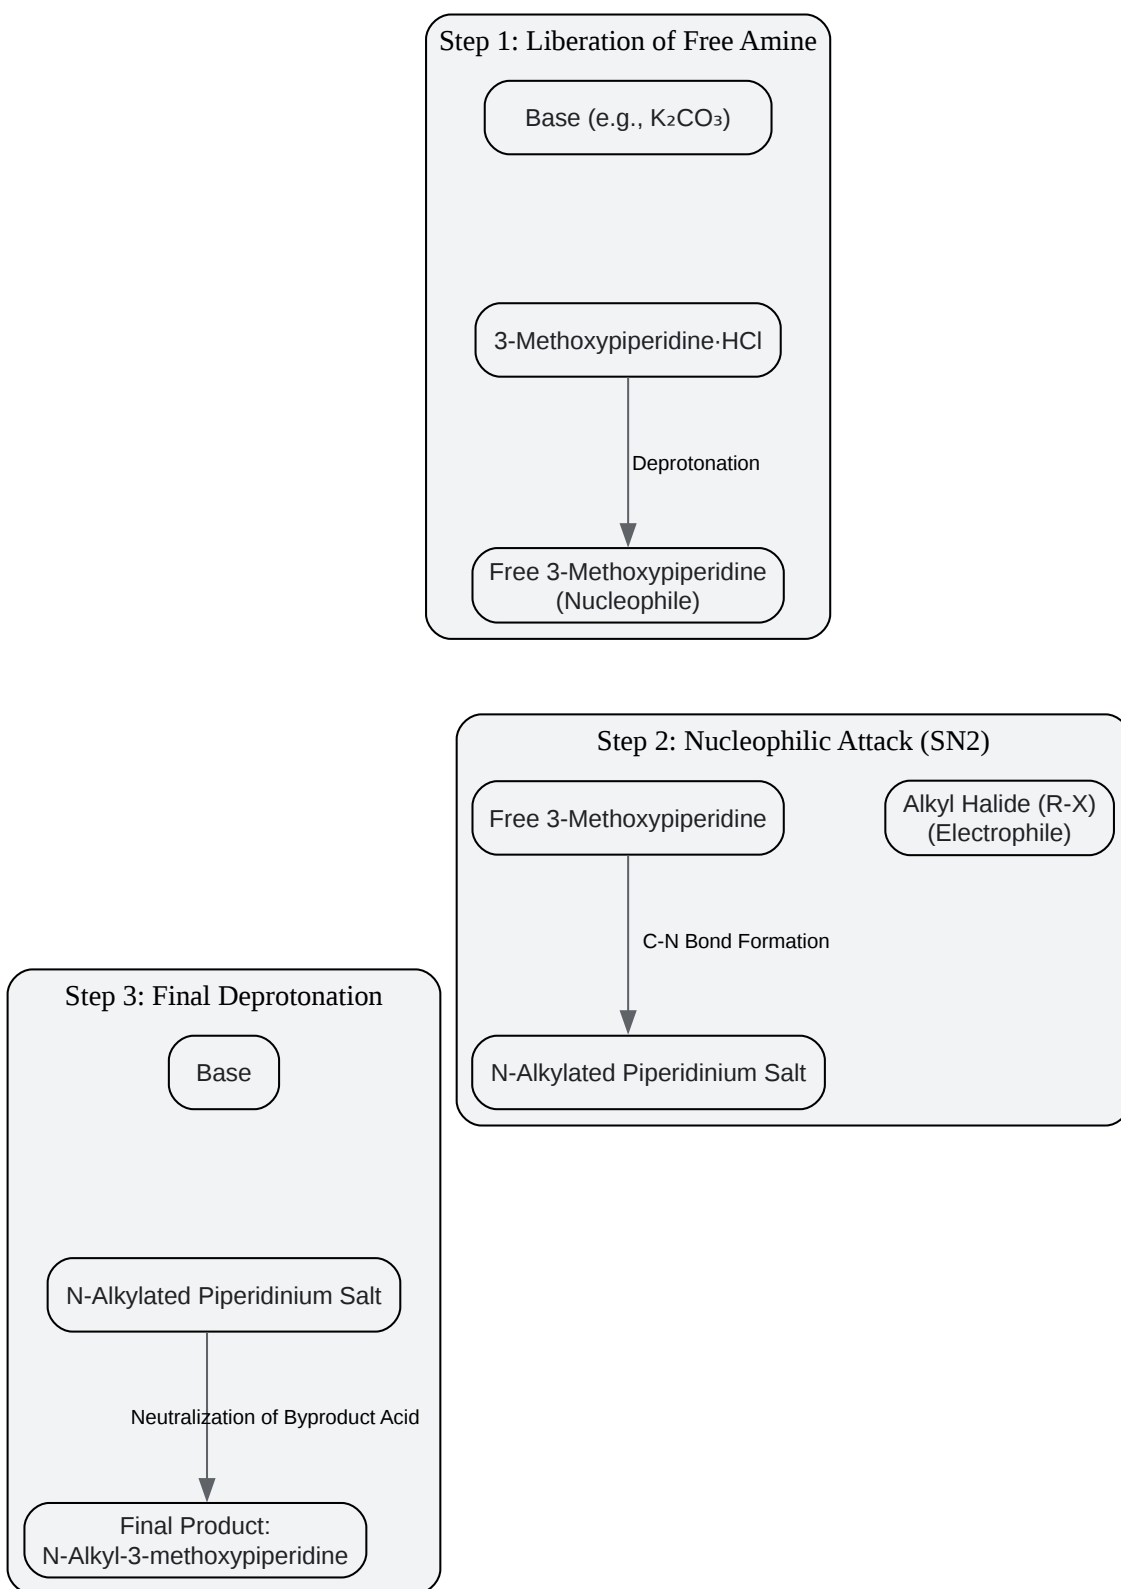 Step 1: Liberation of Free Amine
Base (e.g., K₂CO₃)
3-Methoxypiperidine·HCl
Deprotonation
Free 3-Methoxypiperidine
(Nucleophile)
Step 2: Nucleophilic Attack (SN2)
Free 3-Methoxypiperidine
Alkyl Halide (R-X)
(Electrophile)
C-N Bond Formation
N-Alkylated Piperidinium Salt
Step 3: Final Deprotonation
Base
N-Alkylated Piperidinium Salt
Neutralization of Byproduct Acid
Final Product:
N-Alkyl-3-methoxypiperidine